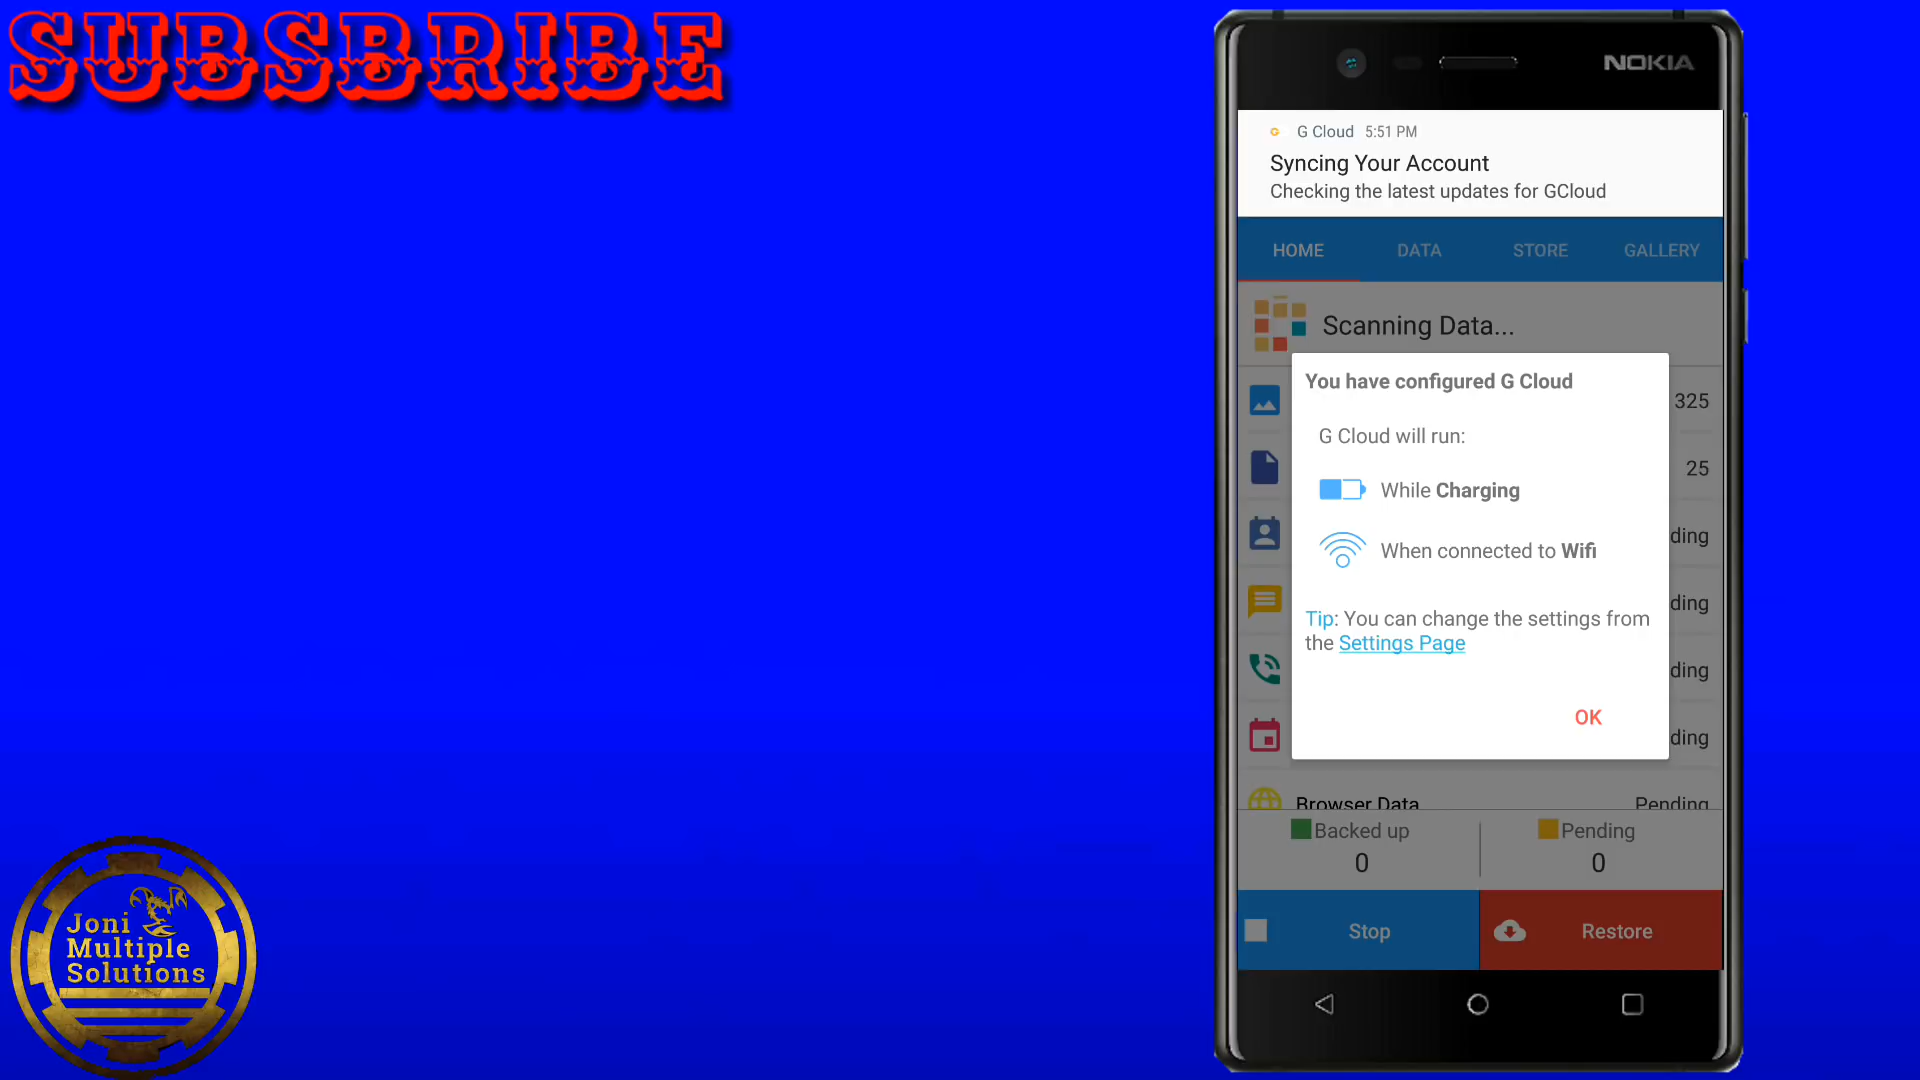 SUBSBRIBE
NOKIA
G Cloud 5:51 PM
Syncing Your Account
Checking the latest updates for GCloud
HOME DATA STORE GALLERY
Scanning Data...
You have configured G Cloud
325
G Cloud will run:
25
While Charging
ding
When connected to Wifi
ding
Tip: You can change the settings from
the Settings Page
ding
OK
ding
Browser Data Pending
Backed up Pending
0 0
Stop Restore
Joni
Multiple
Solutions